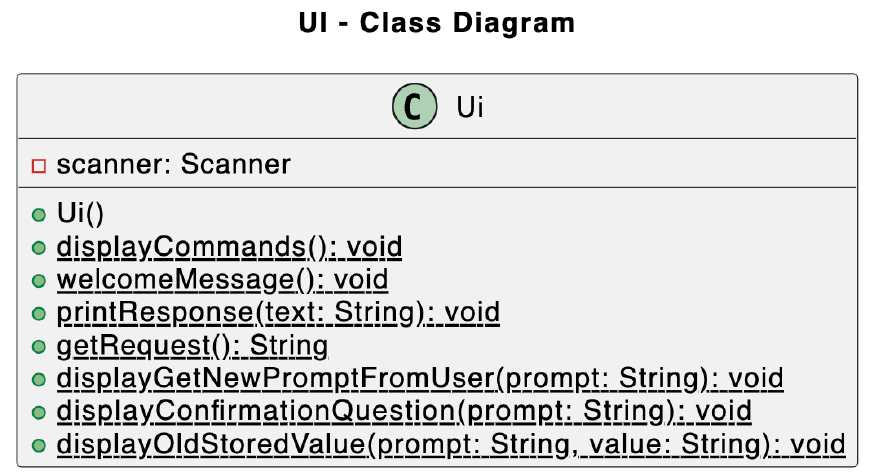 UI - Class Diagram
C Ui
scanner: Scanner
Ui()
displayCommands(): void
welcomeMessage(): void
printResponse(text: String): void
getRequest(): String
displayGetNewPromptFromUser(prompt: String): void
displayConfirmationQuestion(prompt: String): void
displayOldStoredValue(prompt: String, value: String): void